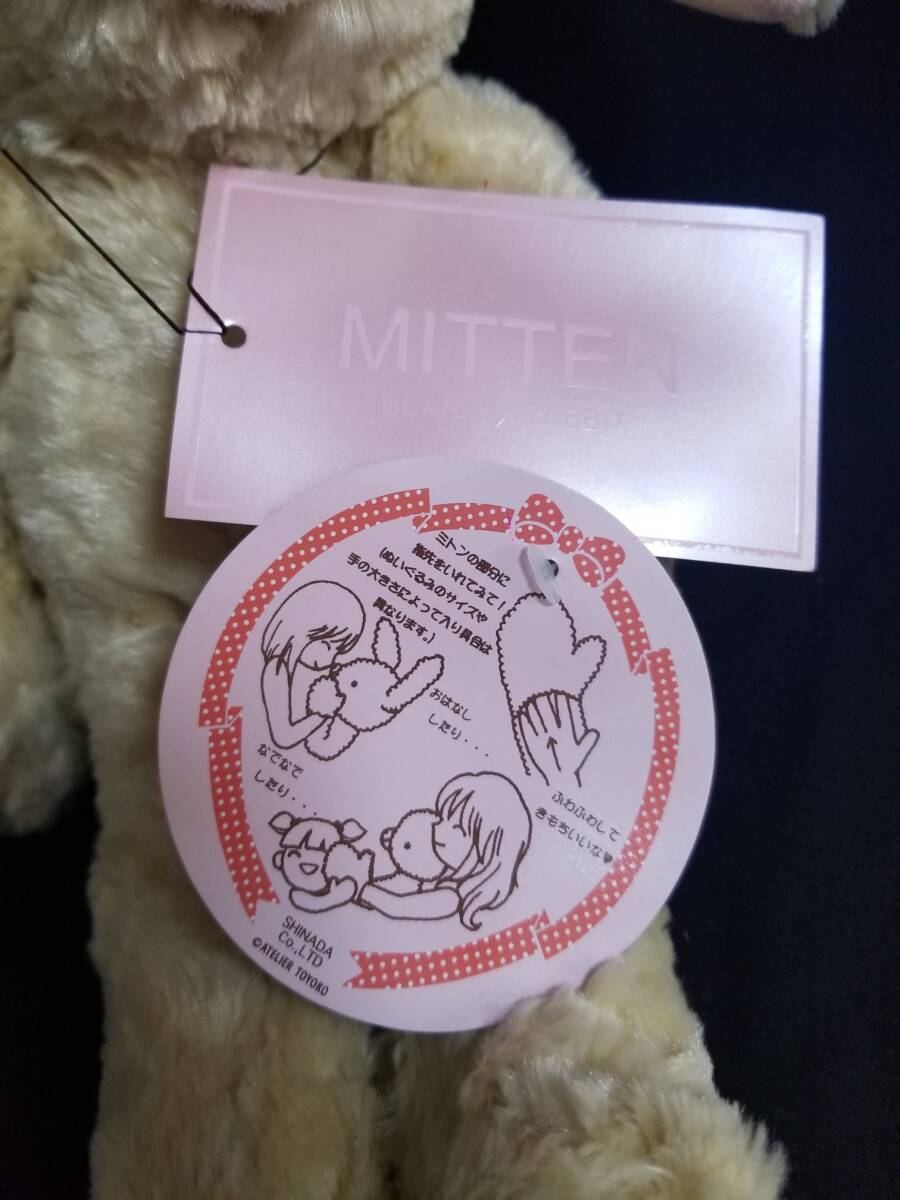 MITTEN
BEAR RABBIT
ミトンの部分に
指先をいれてみて！
(ぬいぐるみのサイズや
手の大きさによって入り具合は
異なります。)
おはなし
したり・・・
なでなで
したり・・・
ふわふわして
きもちいいな♥
SHINADA
Co.,LTD
©ATELIER TOYOKO